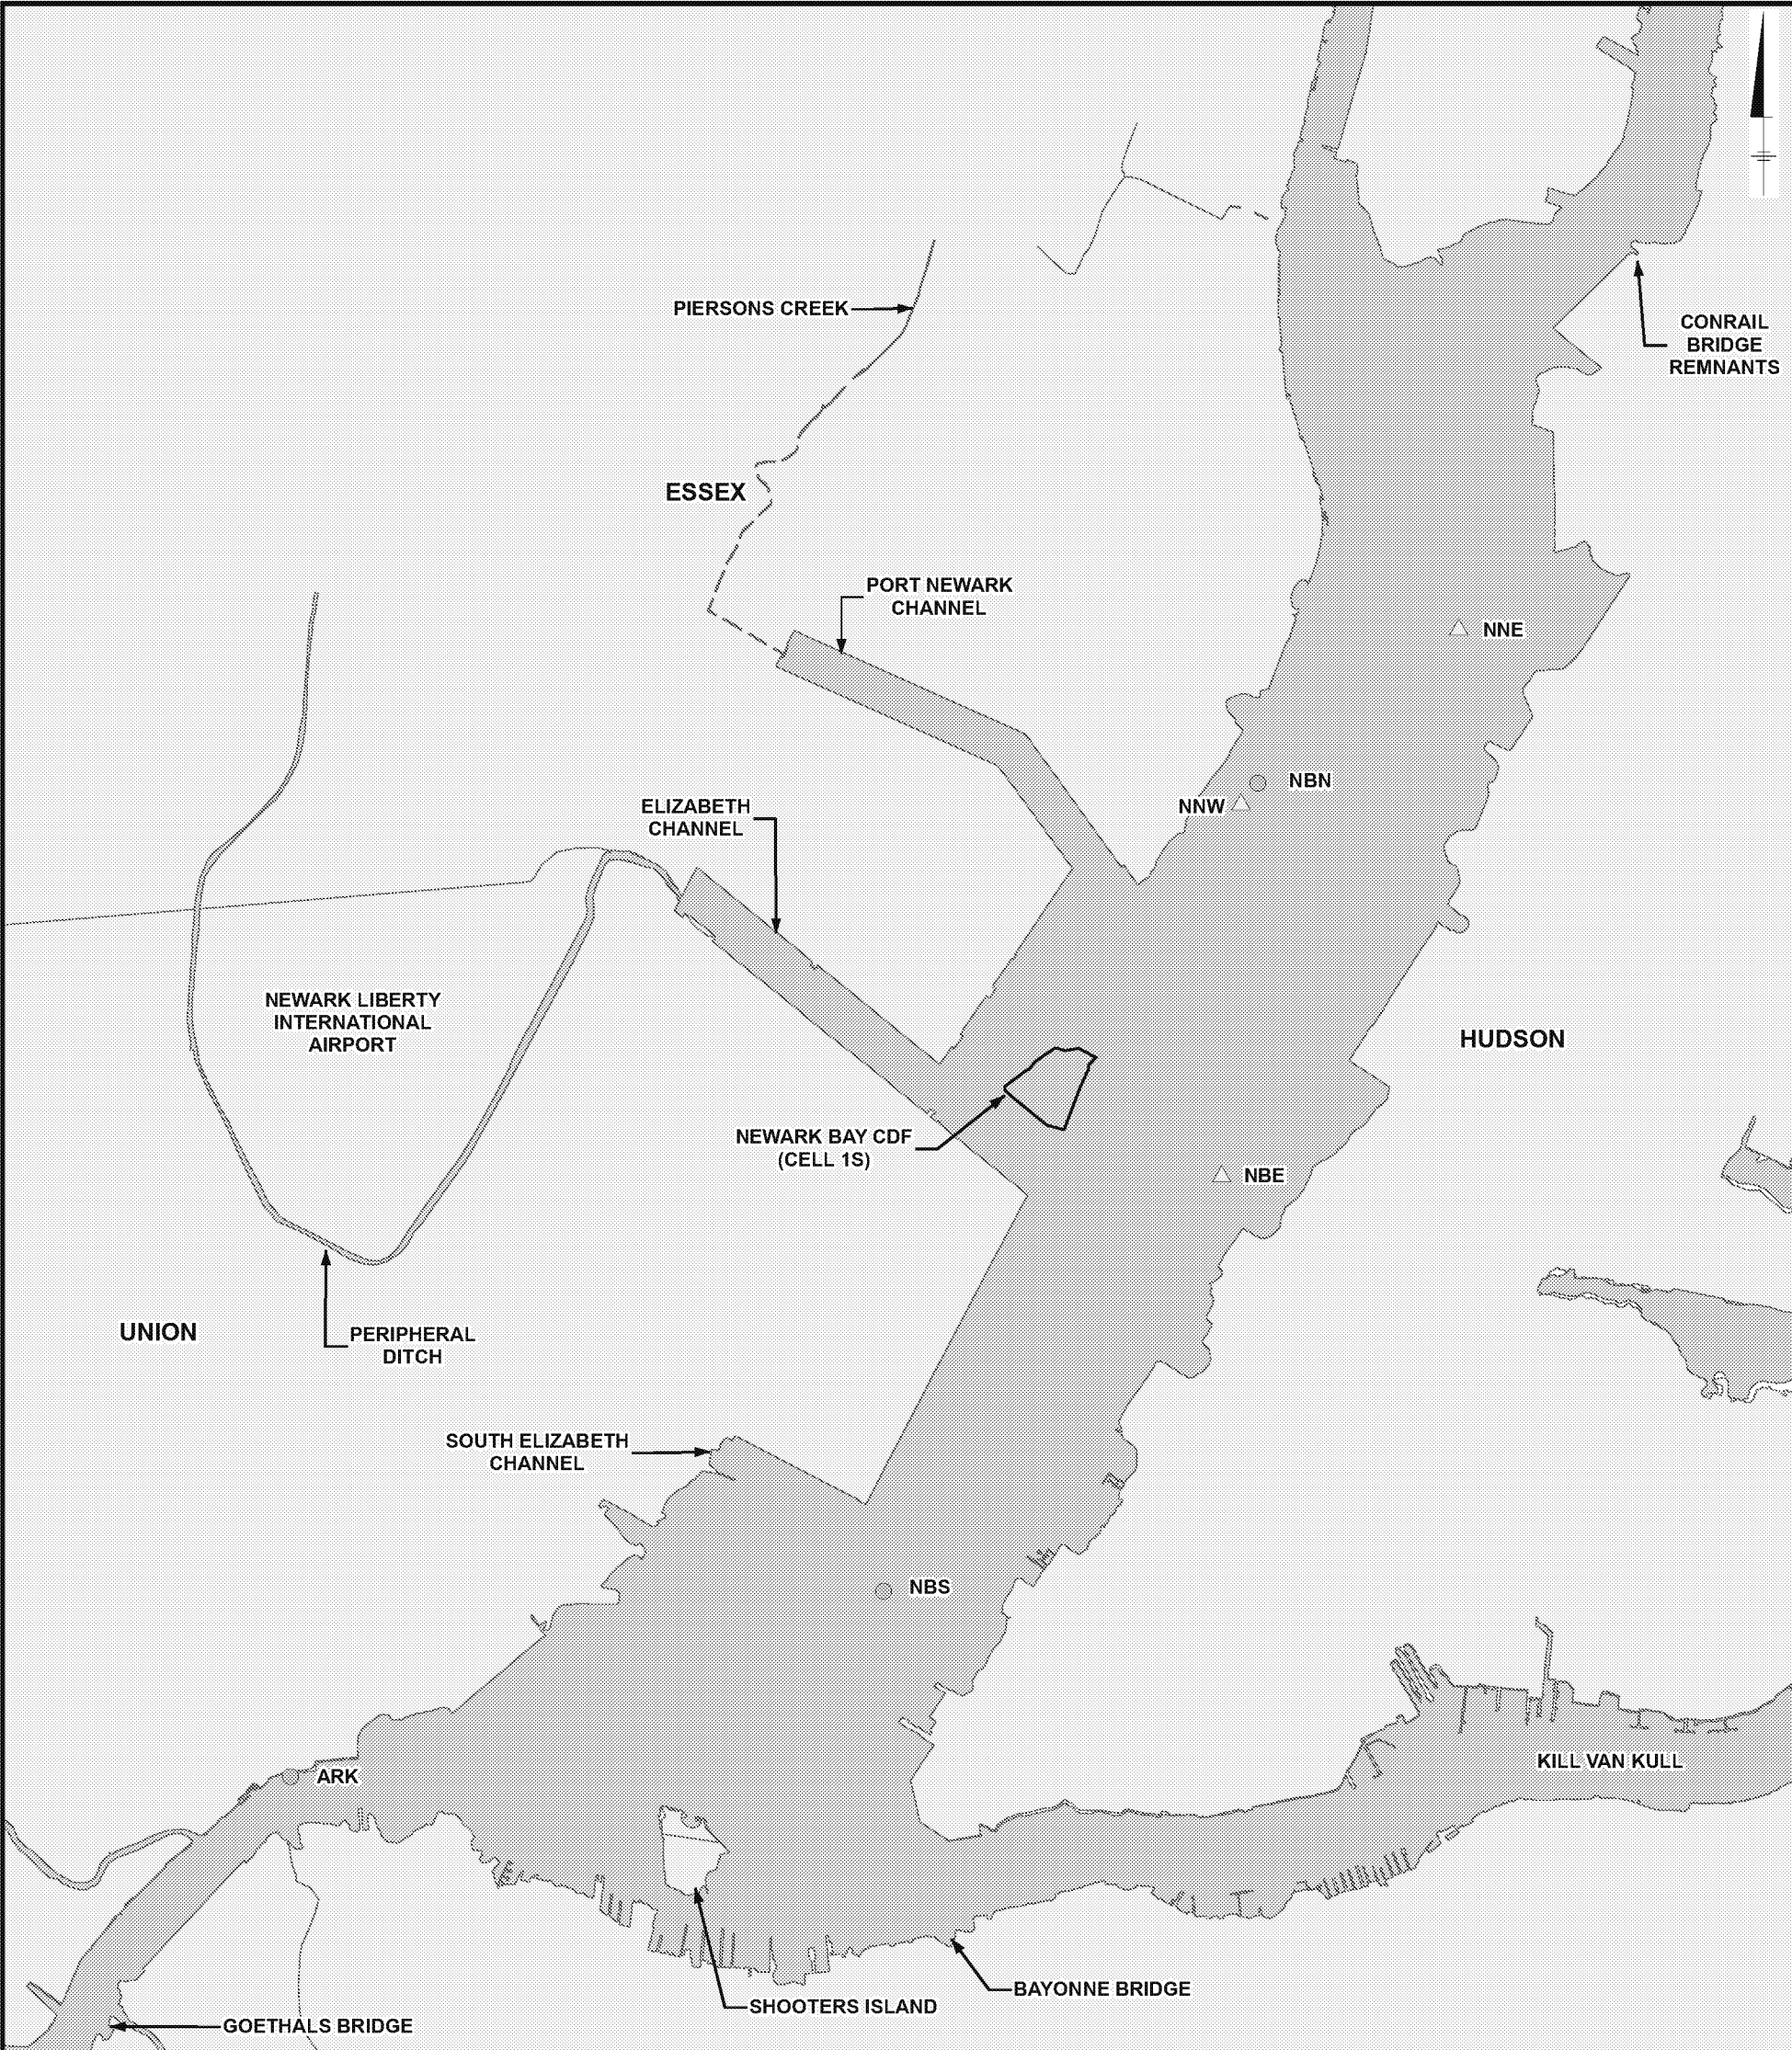 PIERSONS CREEK
CONRAIL
BRIDGE
REMNANTS
ESSEX
PORT NEWARK
CHANNEL
NNE
NBN
NNW
ELIZABETH
CHANNEL
NEWARK LIBERTY
INTERNATIONAL
AIRPORT
HUDSON
NEWARK BAY CDF
(CELL 1S)
NBE
UNION
PERIPHERAL
DITCH
SOUTH ELIZABETH
CHANNEL
NBS
KILL VAN KULL
ARK
BAYONNE BRIDGE
SHOOTERS ISLAND
GOETHALS BRIDGE